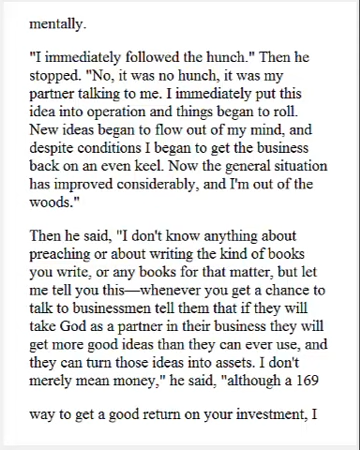 mentally.
"I immediately followed the hunch." Then he
stopped. "No, it was no hunch, it was my
partner talking to me. I immediately put this
idea into operation and things began to roll.
New ideas began to flow out of my mind, and
despite conditions I began to get the business
back on an even keel. Now the general situation
has improved considerably, and I'm out of the
woods."
Then he said, "I don't know anything about
preaching or about writing the kind of books
you write, or any books for that matter, but let
me tell you this—whenever you get a chance to
talk to businessmen tell them that if they will
take God as a partner in their business they will
get more good ideas than they can ever use, and
they can turn those ideas into assets. I don't
merely mean money," he said, "although a 169
way to get a good return on your investment, I